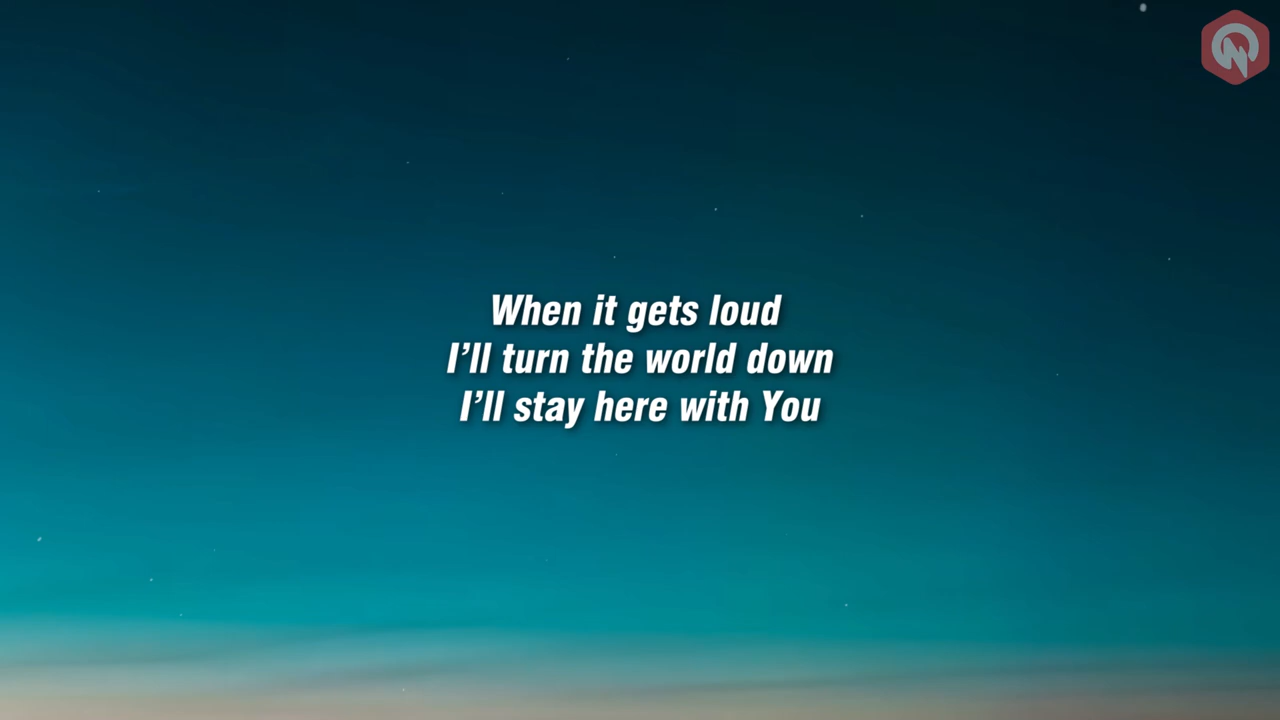 When it gets loud
I’ll turn the world down
I’ll stay here with You